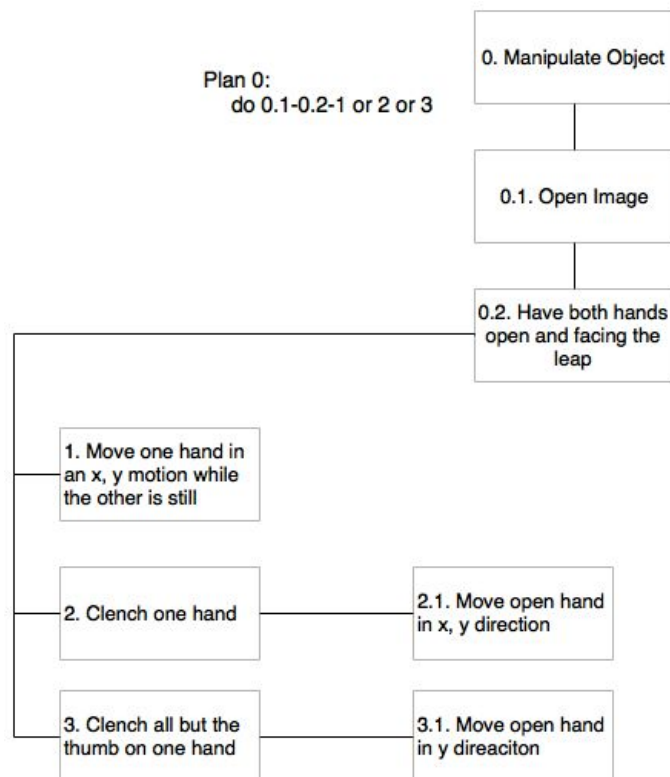 0. Manipulate Object
Plan 0:
do 0.1-0.2-1 or 2 or 3
0.1. Open Image
0.2. Have both hands
open and facing the
leap
1. Move one hand in
an x, y motion while
the other is still
2. Clench one hand
2.1. Move open hand
in x, y direction
3. Clench all but the
thumb on one hand
3.1. Move open hand
in y direaciton